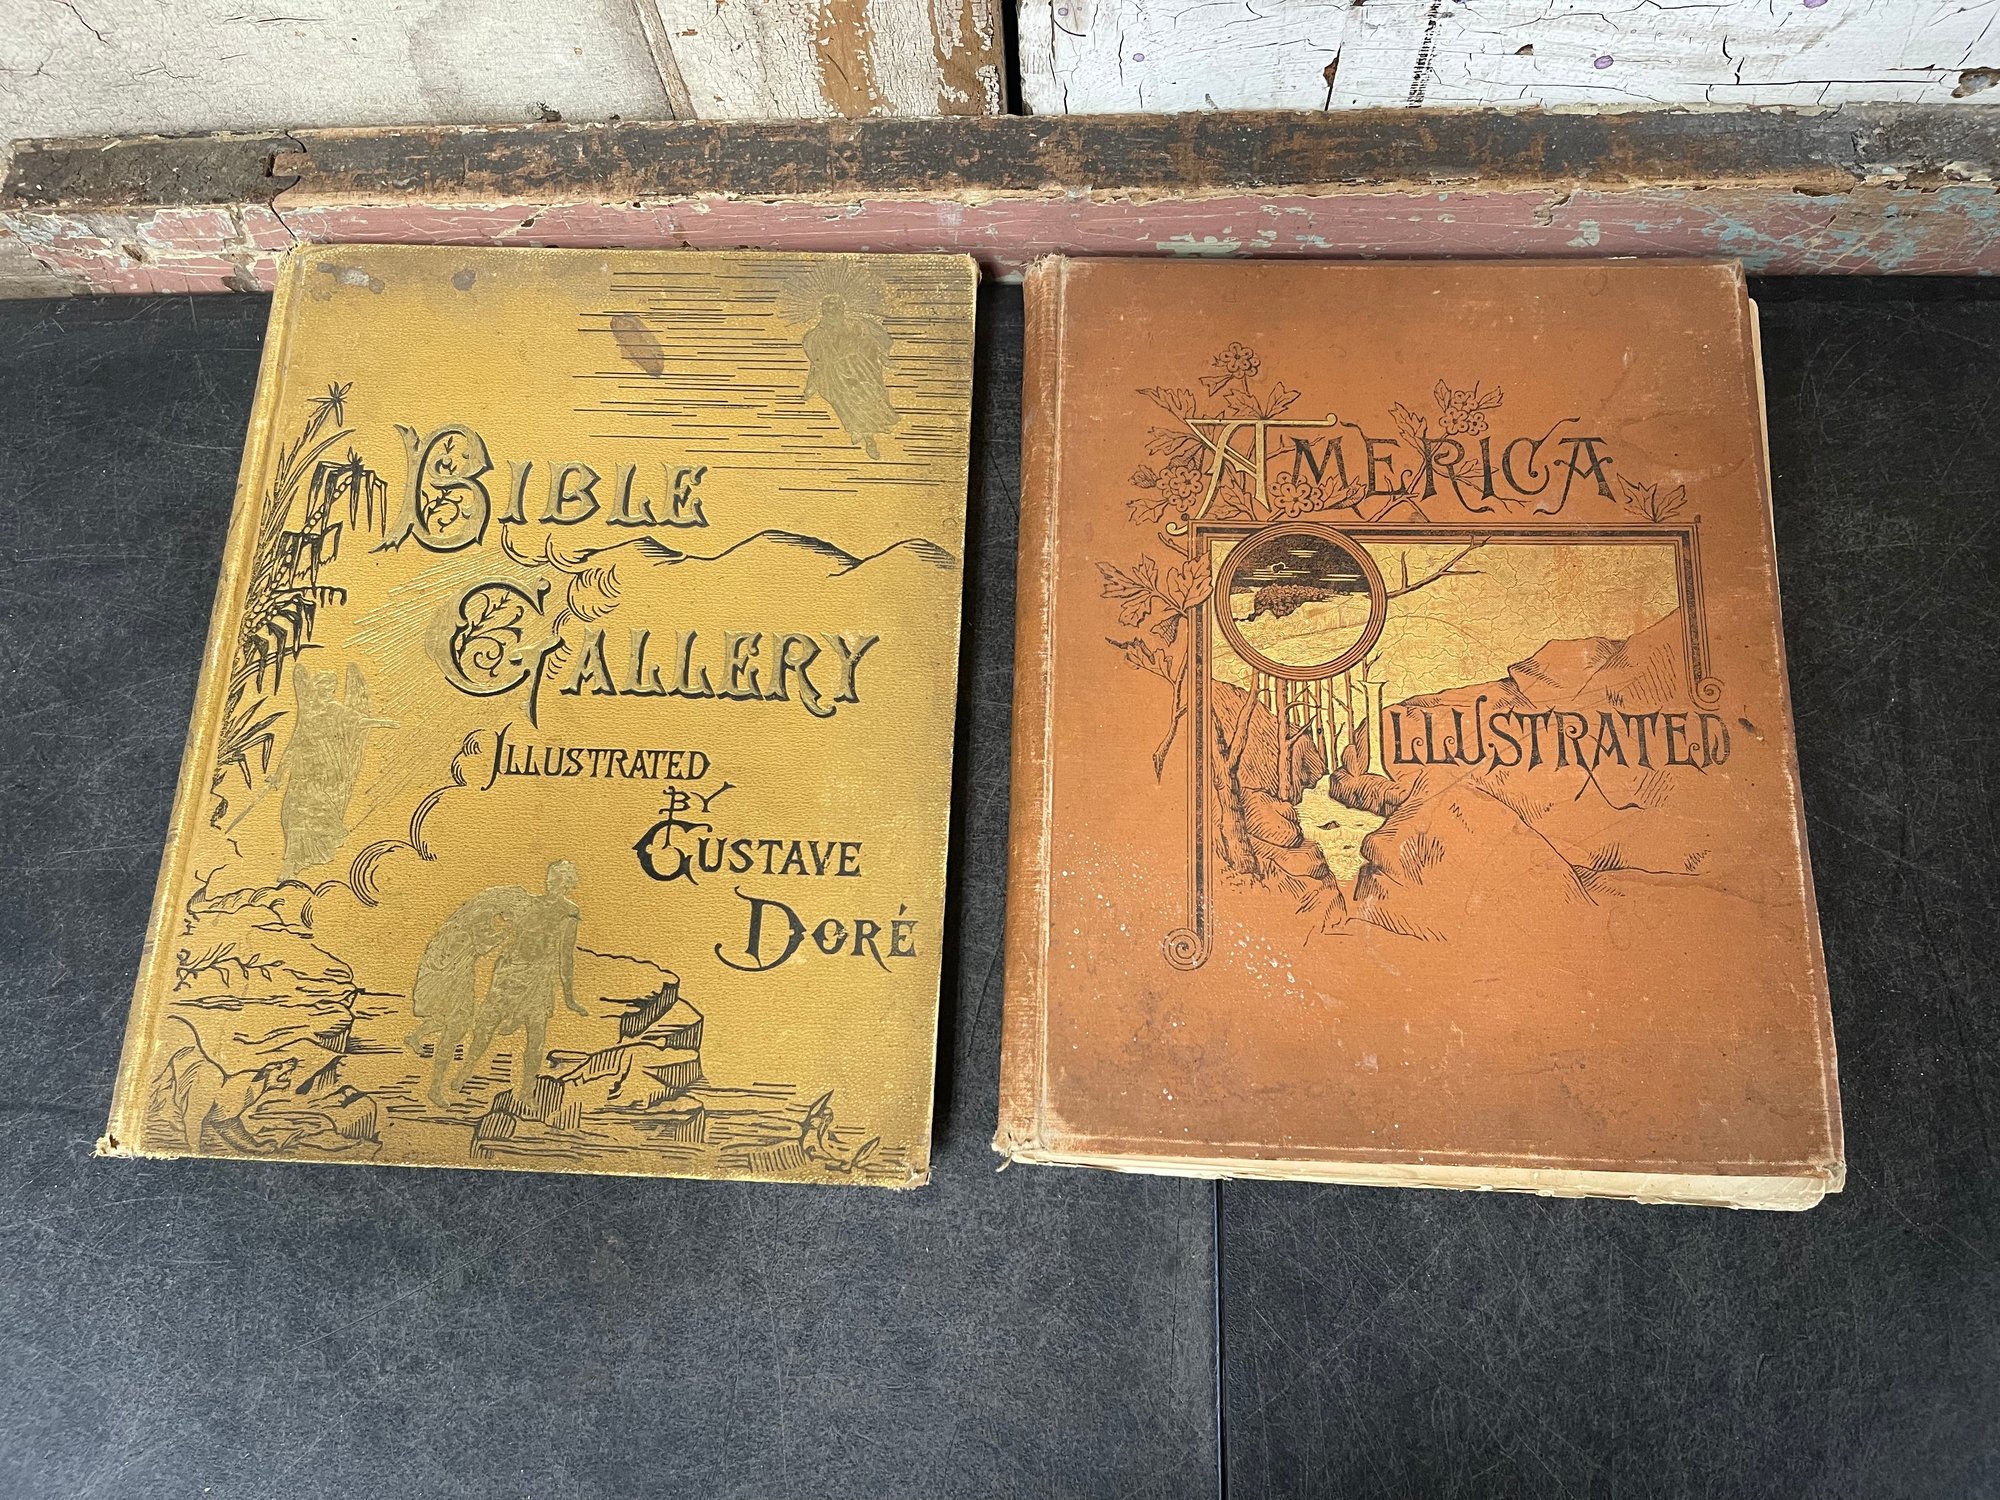 BIBLE
GALLERY
ILLUSTRATED
BY
GUSTAVE
DORÉ
AMERICA
ILLUSTRATED